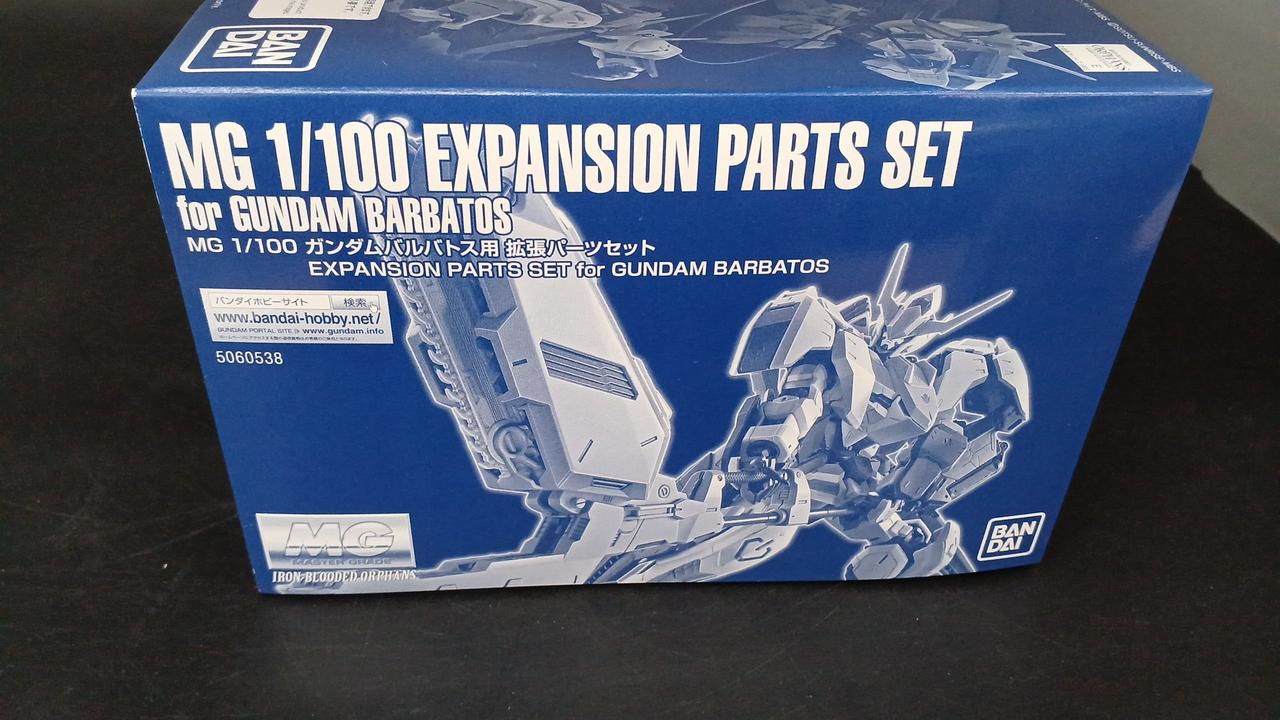 BAN
DAI
MG 1/100 EXPANSION PARTS SET
for GUNDAM BARBATOS
MG 1/100 ガンダムバルバトス用 拡張パーツセット
EXPANSION PARTS SET for GUNDAM BARBATOS
バンダイホビーサイト 検索
www.bandai-hobby.net/
GUNDAM PORTAL SITE www.gundam.info
5060538
MG
MASTER GRADE
IRON-BLOODED ORPHANS
BAN
DAI